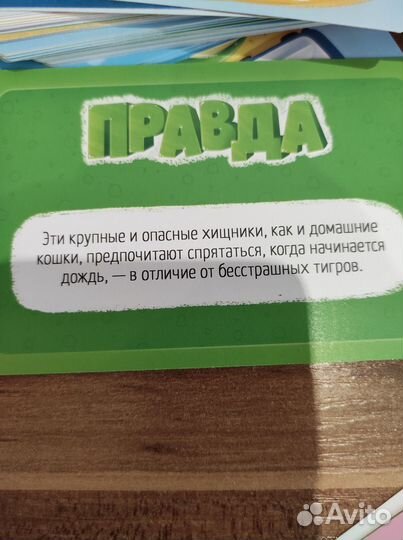 ПРАВДА
Эти крупные и опасные хищники, как и домашние
кошки, предпочитают спрятаться, когда начинается
дождь, — в отличие от бесстрашных тигров.
Avito